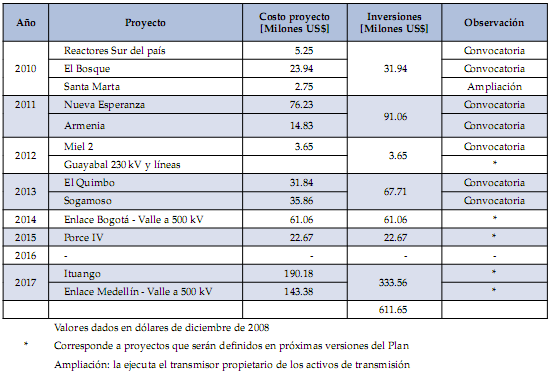 Año Proyecto Costo proyecto [Milones US$] Inversiones [Milones US$] Observación
2010 Reactores Sur del país 5.25 31.94 Convocatoria
El Bosque 23.94 Convocatoria
Santa Marta 2.75 Ampliación
2011 Nueva Esperanza 76.23 91.06 Convocatoria
Armenia 14.83 Convocatoria
2012 Miel 2 3.65 3.65 Convocatoria
Guayabal 230 kV y líneas *
2013 El Quimbo 31.84 67.71 Convocatoria
Sogamoso 35.86 Convocatoria
2014 Enlace Bogotá - Valle a 500 kV 61.06 61.06 *
2015 Porce IV 22.67 22.67 *
2016 - - - -
2017 Ituango 190.18 333.56 *
Enlace Medellín - Valle a 500 kV 143.38 *
611.65
Valores dados en dólares de diciembre de 2008
* Corresponde a proyectos que serán definidos en próximas versiones del Plan
Ampliación: la ejecuta el transmisor propietario de los activos de transmisión